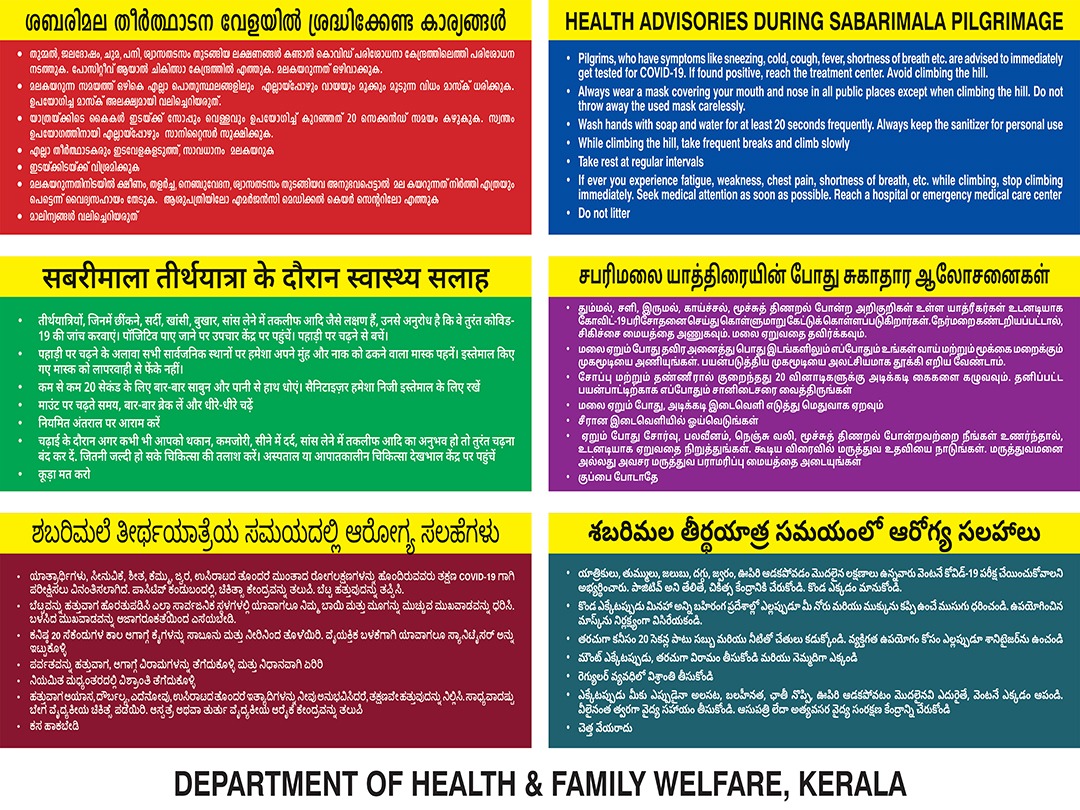 ശബരിമല തീർത്ഥാടന വേളയിൽ ശ്രദ്ധിക്കേണ്ട കാര്യങ്ങൾ
• തുമ്മൽ, ജലദോഷം, ചുമ, പനി, ശ്വാസതടസം തുടങ്ങിയ ലക്ഷണങ്ങൾ കണ്ടാൽ കൊവിഡ് പരിശോധനാ കേന്ദ്രത്തിലെത്തി പരിശോധന
നടത്തുക. പോസിറ്റീവ് ആയാൽ ചികിത്സാ കേന്ദ്രത്തിൽ എത്തുക. മലകയറുന്നത് ഒഴിവാക്കുക.
• മലകയറുന്ന സമയത്ത് ഒഴികെ എല്ലാ പൊതുസ്ഥലങ്ങളിലും എല്ലായ്പ്പോഴും വായും മൂക്കും മൂടുന്ന വിധം മാസ്ക് ധരിക്കുക.
ഉപയോഗിച്ച മാസ്ക് അലക്ഷ്യമായി വലിച്ചെറിയരുത്.
• യാത്രയ്ക്കിടെ കൈകൾ ഇടയ്ക്ക് സോപ്പും വെള്ളവും ഉപയോഗിച്ച് കുറഞ്ഞത് 20 സെക്കൻഡ് സമയം കഴുകുക. സ്വന്തം
ഉപയോഗത്തിനായി എല്ലായ്പ്പോഴും സാനിറ്റൈസർ സൂക്ഷിക്കുക.
• എല്ലാ തീർത്ഥാടകരും ഇടവേളകളെടുത്ത്, സാവധാനം മലകയറുക
• ഇടയ്ക്കിടയ്ക്ക് വിശ്രമിക്കുക
• മലകയറുന്നതിനിടയിൽ ക്ഷീണം, തളർച്ച, നെഞ്ചുവേദന, ശ്വാസതടസം തുടങ്ങിയവ അനുഭവപ്പെട്ടാൽ മല കയറുന്നത് നിർത്തി എത്രയും
പെട്ടെന്ന് വൈദ്യസഹായം തേടുക. ആശുപത്രിയിലോ എമർജൻസി മെഡിക്കൽ കെയർ സെന്ററിലോ എത്തുക
• മാലിന്യങ്ങൾ വലിച്ചെറിയരുത്
HEALTH ADVISORIES DURING SABARIMALA PILGRIMAGE
• Pilgrims, who have symptoms like sneezing, cold, cough, fever, shortness of breath etc. are advised to immediately
get tested for COVID-19. If found positive, reach the treatment center. Avoid climbing the hill.
• Always wear a mask covering your mouth and nose in all public places except when climbing the hill. Do not
throw away the used mask carelessly.
• Wash hands with soap and water for at least 20 seconds frequently. Always keep the sanitizer for personal use
• While climbing the hill, take frequent breaks and climb slowly
• Take rest at regular intervals
• If ever you experience fatigue, weakness, chest pain, shortness of breath, etc. while climbing, stop climbing
immediately. Seek medical attention as soon as possible. Reach a hospital or emergency medical care center
• Do not litter
सबरीमाला तीर्थयात्रा के दौरान स्वास्थ्य सलाह
• तीर्थयात्रियों, जिनमें छींकने, सर्दी, खांसी, बुखार, सांस लेने में तकलीफ आदि जैसे लक्षण हैं, उनसे अनुरोध है कि वे तुरंत कोविड-
19 की जांच करवाएं। पॉजिटिव पाए जाने पर उपचार केंद्र पर पहुंचें। पहाड़ी पर चढ़ने से बचें।
• पहाड़ी पर चढ़ने के अलावा सभी सार्वजनिक स्थानों पर हमेशा अपने मुंह और नाक को ढकने वाला मास्क पहनें। इस्तेमाल किए
गए मास्क को लापरवाही से फेंके नहीं।
• कम से कम 20 सेकंड के लिए बार-बार साबुन और पानी से हाथ धोएं। सैनिटाइज़र हमेशा निजी इस्तेमाल के लिए रखें
• माउंट पर चढ़ते समय, बार-बार ब्रेक लें और धीरे-धीरे चढ़ें
• नियमित अंतराल पर आराम करें
• चढ़ाई के दौरान अगर कभी भी आपको थकान, कमजोरी, सीने में दर्द, सांस लेने में तकलीफ आदि का अनुभव हो तो तुरंत चढ़ना
बंद कर दें. जितनी जल्दी हो सके चिकित्सा की तलाश करें। अस्पताल या आपातकालीन चिकित्सा देखभाल केंद्र पर पहुंचें
• कूड़ा मत करो
சபரிமலை யாத்திரையின் போது சுகாதார ஆலோசனைகள்
• தும்மல், சளி, இருமல், காய்ச்சல், மூச்சுத் திணறல் போன்ற அறிகுறிகள் உள்ள யாத்ரீகர்கள் உடனடியாக
கோவிட்-19 பரிசோதனை செய்து கொள்ளுமாறு கேட்டுக்கொள்ளப்படுகிறார்கள். நேர்மறை கண்டறியப்பட்டால்,
சிகிச்சை மையத்தை அணுகவும். மலை ஏறுவதை தவிர்க்கவும்.
• மலை ஏறும் போது தவிர அனைத்து பொது இடங்களிலும் எப்போதும் உங்கள் வாய் மற்றும் மூக்கை மறைக்கும்
முகமூடியை அணியுங்கள். பயன்படுத்திய முகமூடியை அலட்சியமாக தூக்கி எறிய வேண்டாம்.
• சோப்பு மற்றும் தண்ணீரால் குறைந்தது 20 வினாடிகளுக்கு அடிக்கடி கைகளை கழுவவும். தனிப்பட்ட
பயன்பாட்டிற்காக எப்போதும் சானிடைசரை வைத்திருங்கள்
• மலை ஏறும் போது, அடிக்கடி இடைவெளி எடுத்து மெதுவாக ஏறவும்
• சீரான இடைவெளியில் ஓய்வெடுங்கள்
• ஏறும் போது சோர்வு, பலவீனம், நெஞ்சு வலி, மூச்சுத் திணறல் போன்றவற்றை நீங்கள் உணர்ந்தால்,
உடனடியாக ஏறுவதை நிறுத்துங்கள். கூடிய விரைவில் மருத்துவ உதவியை நாடுங்கள். மருத்துவமனை
அல்லது அவசர மருத்துவ பராமரிப்பு மையத்தை அடையுங்கள்
• குப்பை போடாதே
ಶಬರಿಮಲೆ ತೀರ್ಥಯಾತ್ರೆಯ ಸಮಯದಲ್ಲಿ ಆರೋಗ್ಯ ಸಲಹೆಗಳು
• ಯಾತ್ರಾರ್ಥಿಗಳು, ಸೀನುವಿಕೆ, ಶೀತ, ಕೆಮ್ಮು, ಜ್ವರ, ಉಸಿರಾಟದ ತೊಂದರೆ ಮುಂತಾದ ರೋಗಲಕ್ಷಣಗಳನ್ನು ಹೊಂದಿರುವವರು ತಕ್ಷಣ COVID-19 ಗಾಗಿ
ಪರೀಕ್ಷಿಸಲು ವಿನಂತಿಸಲಾಗಿದೆ. ಪಾಸಿಟಿವ್ ಕಂಡುಬಂದಲ್ಲಿ, ಚಿಕಿತ್ಸಾ ಕೇಂದ್ರವನ್ನು ತಲುಪಿ. ಬೆಟ್ಟ ಹತ್ತುವುದನ್ನು ತಪ್ಪಿಸಿ.
• ಬೆಟ್ಟವನ್ನು ಹತ್ತುವಾಗ ಹೊರತುಪಡಿಸಿ ಎಲ್ಲಾ ಸಾರ್ವಜನಿಕ ಸ್ಥಳಗಳಲ್ಲಿ ಯಾವಾಗಲೂ ನಿಮ್ಮ ಬಾಯಿ ಮತ್ತು ಮೂಗನ್ನು ಮುಚ್ಚುವ ಮುಖವಾಡವನ್ನು ಧರಿಸಿ.
ಬಳಸಿದ ಮುಖವಾಡವನ್ನು ಅಜಾಗರೂಕತೆಯಿಂದ ಎಸೆಯಬೇಡಿ.
• ಕನಿಷ್ಠ 20 ಸೆಕೆಂಡುಗಳ ಕಾಲ ಆಗಾಗ್ಗೆ ಕೈಗಳನ್ನು ಸಾಬೂನು ಮತ್ತು ನೀರಿನಿಂದ ತೊಳೆಯಿರಿ. ವೈಯಕ್ತಿಕ ಬಳಕೆಗಾಗಿ ಯಾವಾಗಲೂ ಸ್ಯಾನಿಟೈಸರ್ ಅನ್ನು
ಇಟ್ಟುಕೊಳ್ಳಿ
• ಪರ್ವತವನ್ನು ಹತ್ತುವಾಗ, ಆಗಾಗ್ಗೆ ವಿರಾಮಗಳನ್ನು ತೆಗೆದುಕೊಳ್ಳಿ ಮತ್ತು ನಿಧಾನವಾಗಿ ಏರಿರಿ
• ನಿಯಮಿತ ಮಧ್ಯಂತರದಲ್ಲಿ ವಿಶ್ರಾಂತಿ ತೆಗೆದುಕೊಳ್ಳಿ
• ಹತ್ತುವಾಗ ಆಯಾಸ, ದೌರ್ಬಲ್ಯ, ಎದೆನೋವು, ಉಸಿರಾಟದ ತೊಂದರೆ ಇತ್ಯಾದಿಗಳನ್ನು ನೀವು ಅನುಭವಿಸಿದರೆ, ತಕ್ಷಣವೇ ಹತ್ತುವುದನ್ನು ನಿಲ್ಲಿಸಿ. ಸಾಧ್ಯವಾದಷ್ಟು
ಬೇಗ ವೈದ್ಯಕೀಯ ಚಿಕಿತ್ಸೆ ಪಡೆಯಿರಿ. ಆಸ್ಪತ್ರೆ ಅಥವಾ ತುರ್ತು ವೈದ್ಯಕೀಯ ಆರೈಕೆ ಕೇಂದ್ರವನ್ನು ತಲುಪಿ
• ಕಸ ಹಾಕಬೇಡಿ
శబరిమల తీర్థయాత్ర సమయంలో ఆరోగ్య సలహాలు
• యాత్రికులు, తుమ్ములు, జలుబు, దగ్గు, జ్వరం, ఊపిరి ఆడకపోవడం మొదలైన లక్షణాలు ఉన్నవారు వెంటనే కోవిడ్-19 పరీక్ష చేయించుకోవాలని
అభ్యర్థించారు. పాజిటివ్ అని తేలితే, చికిత్స కేంద్రానికి చేరుకోండి. కొండ ఎక్కడం మానుకోండి.
• కొండ ఎక్కేటప్పుడు మినహా అన్ని బహిరంగ ప్రదేశాల్లో ఎల్లప్పుడూ మీ నోరు మరియు ముక్కును కప్పి ఉంచే ముసుగు ధరించండి. ఉపయోగించిన
మాస్క్‌ను నిర్లక్ష్యంగా విసిరేయకండి.
• తరచుగా కనీసం 20 సెకన్ల పాటు సబ్బు మరియు నీటితో చేతులు కడుక్కోండి. వ్యక్తిగత ఉపయోగం కోసం ఎల్లప్పుడూ శానిటైజర్‌ను ఉంచండి
• మౌంట్ ఎక్కేటప్పుడు, తరచుగా విరామం తీసుకోండి మరియు నెమ్మదిగా ఎక్కండి
• రెగ్యులర్ వ్యవధిలో విశ్రాంతి తీసుకోండి
• ఎక్కేటప్పుడు మీకు ఎప్పుడైనా అలసట, బలహీనత, ఛాతీ నొప్పి, ఊపిరి ఆడకపోవటం మొదలైనవి ఎదురైతే, వెంటనే ఎక్కడం ఆపండి.
వీలైనంత త్వరగా వైద్య సహాయం తీసుకోండి. ఆసుపత్రి లేదా అత్యవసర వైద్య సంరక్షణ కేంద్రాన్ని చేరుకోండి
• చెత్త వేయరాదు
DEPARTMENT OF HEALTH & FAMILY WELFARE, KERALA